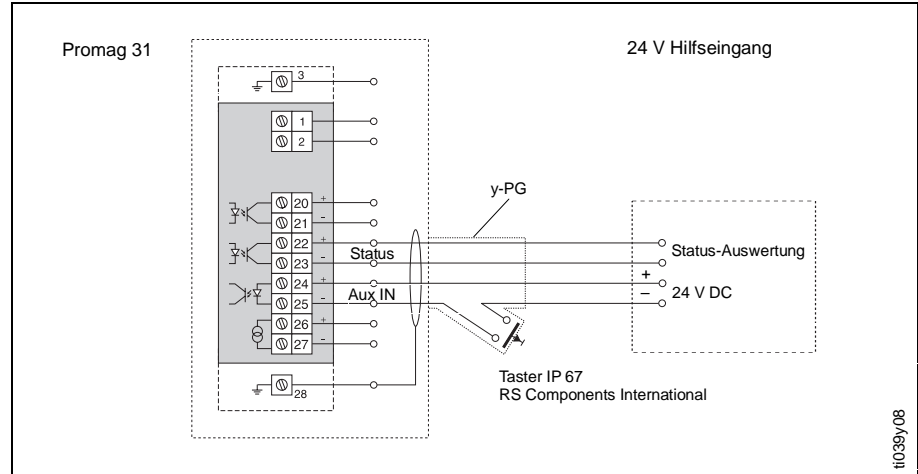 Promag 31
24 V Hilfseingang
3
1
2
y-PG
20 +
21 -
22 +
Status
23 -
24 +
Aux IN
25 -
26 +
27 -
28
Status-Auswertung
+
24 V DC
–
Taster IP 67
RS Components International
ti039y08